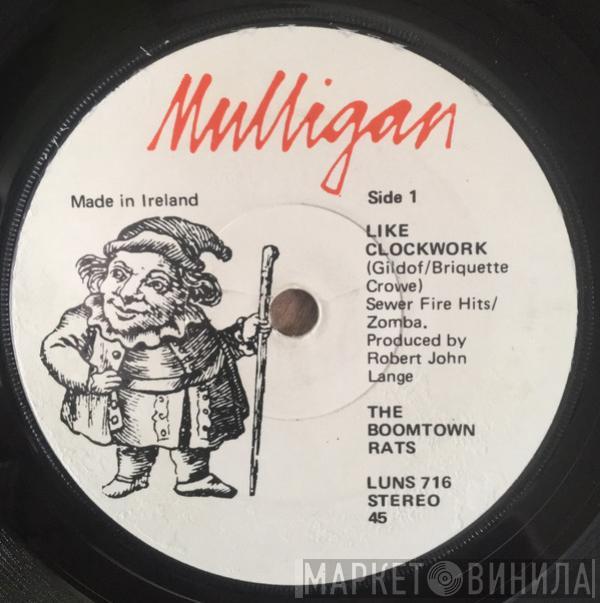 Mulligan
Made in Ireland
Side 1
LIKE
CLOCKWORK
(Gildof/Briquette
Crowe)
Sewer Fire Hits/
Zomba.
Produced by
Robert John
Lange
THE
BOOMTOWN
RATS
LUNS 716
STEREO
45
МАРКЕТ ВИНИЛА